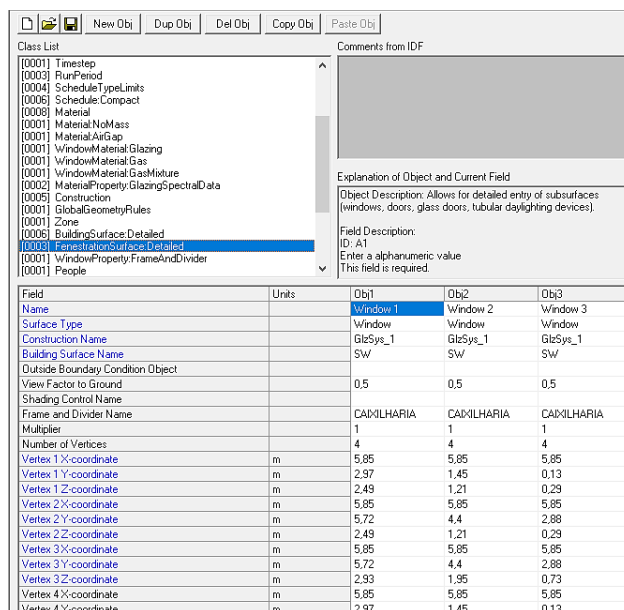 New Obj Dup Obj Del Obj Copy Obj Paste Obj
Class List
[0001] Timestep
[0003] RunPeriod
[0004] ScheduleTypeLimits
[0006] Schedule:Compact
[0008] Material
[0001] Material:NoMass
[0001] Material:AirGap
[0001] WindowMaterial:Glazing
[0001] WindowMaterial:Gas
[0001] WindowMaterial:GasMixture
[0002] MaterialProperty:GlazingSpectralData
[0005] Construction
[0001] GlobalGeometryRules
[0001] Zone
[0006] BuildingSurface:Detailed
[0003] FenestrationSurface:Detailed
[0001] WindowProperty:FrameAndDivider
[0001] People
Comments from IDF
Explanation of Object and Current Field
Object Description: Allows for detailed entry of subsurfaces
(windows, doors, glass doors, tubular daylighting devices).
Field Description:
ID: A1
Enter a alphanumeric value
This field is required.
Field Units Obj1 Obj2 Obj3
Name Window 1 Window 2 Window 3
Surface Type Window Window Window
Construction Name GlzSys_1 GlzSys_1 GlzSys_1
Building Surface Name SW SW SW
Outside Boundary Condition Object
View Factor to Ground 0,5 0,5 0,5
Shading Control Name
Frame and Divider Name CAIXILHARIA CAIXILHARIA CAIXILHARIA
Multiplier 1 1 1
Number of Vertices 4 4 4
Vertex 1 X-coordinate m 5,85 5,85 5,85
Vertex 1 Y-coordinate m 2,97 1,45 0,13
Vertex 1 Z-coordinate m 2,49 1,21 0,29
Vertex 2 X-coordinate m 5,85 5,85 5,85
Vertex 2 Y-coordinate m 5,72 4,4 2,88
Vertex 2 Z-coordinate m 2,49 1,21 0,29
Vertex 3 X-coordinate m 5,85 5,85 5,85
Vertex 3 Y-coordinate m 5,72 4,4 2,88
Vertex 3 Z-coordinate m 2,93 1,95 0,73
Vertex 4 X-coordinate m 5,85 5,85 5,85
Vertex 4 Y-coordinate m 2,97 1,45 0,13